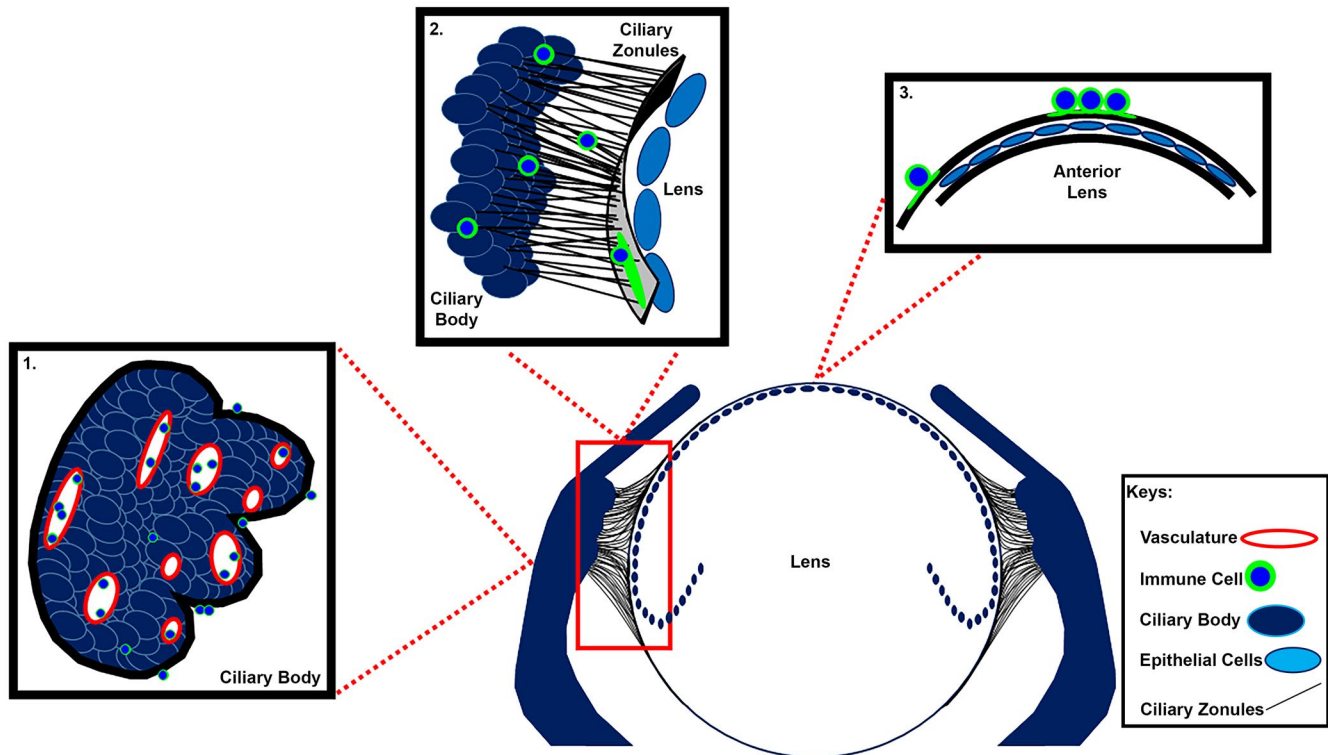 1.
Ciliary Body
2.
Ciliary
Zonules
Lens
Ciliary
Body
3.
Anterior
Lens
Lens
Keys:
Vasculature
Immune Cell
Ciliary Body
Epithelial Cells
Ciliary Zonules